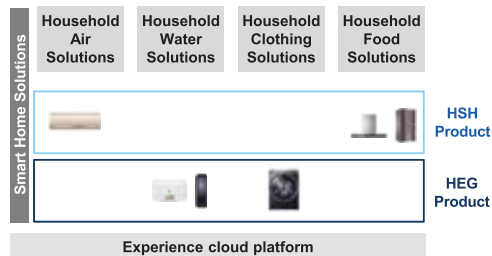 Smart Home Solutions
Household
Air
Solutions
Household
Water
Solutions
Household
Clothing
Solutions
Household
Food
Solutions
HSH
Product
HEG
Product
Experience cloud platform